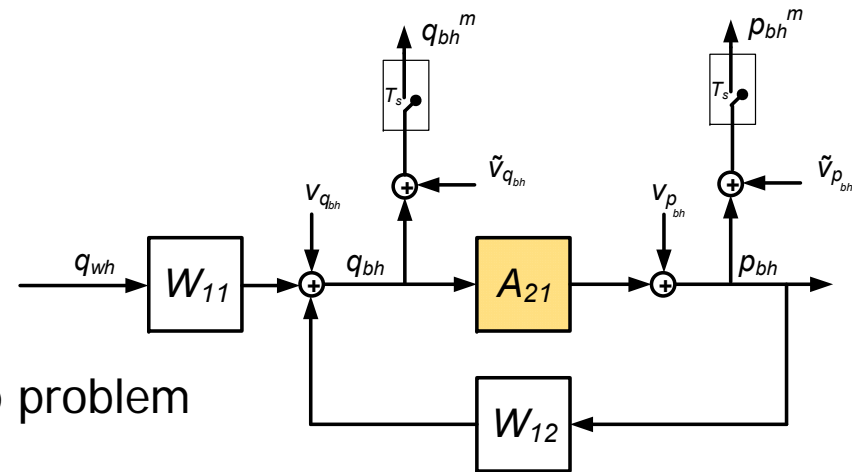 q_bh^m
p_bh^m
T_s
T_s
+
ṽ_q_bh
+
ṽ_p_bh
v_q_bh
v_p_bh
q_wh
W_11
+
q_bh
A_21
+
p_bh
problem
W_12